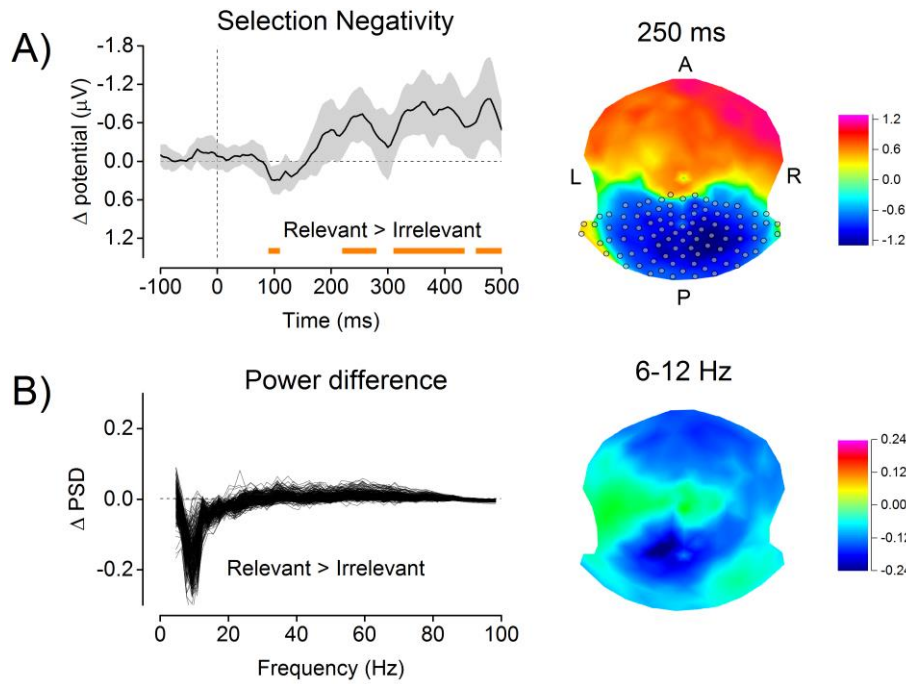 A)
Selection Negativity
-1.8
-1.2
-0.6
0.0
0.6
1.2
Δ potential (µV)
Relevant > Irrelevant
-100 0 100 200 300 400 500
Time (ms)
250 ms
A
L
R
P
1.2
0.6
0.0
-0.6
-1.2
B)
Power difference
0.2
0.0
-0.2
Δ PSD
Relevant > Irrelevant
0 20 40 60 80 100
Frequency (Hz)
6-12 Hz
0.24
0.12
0.00
-0.12
-0.24